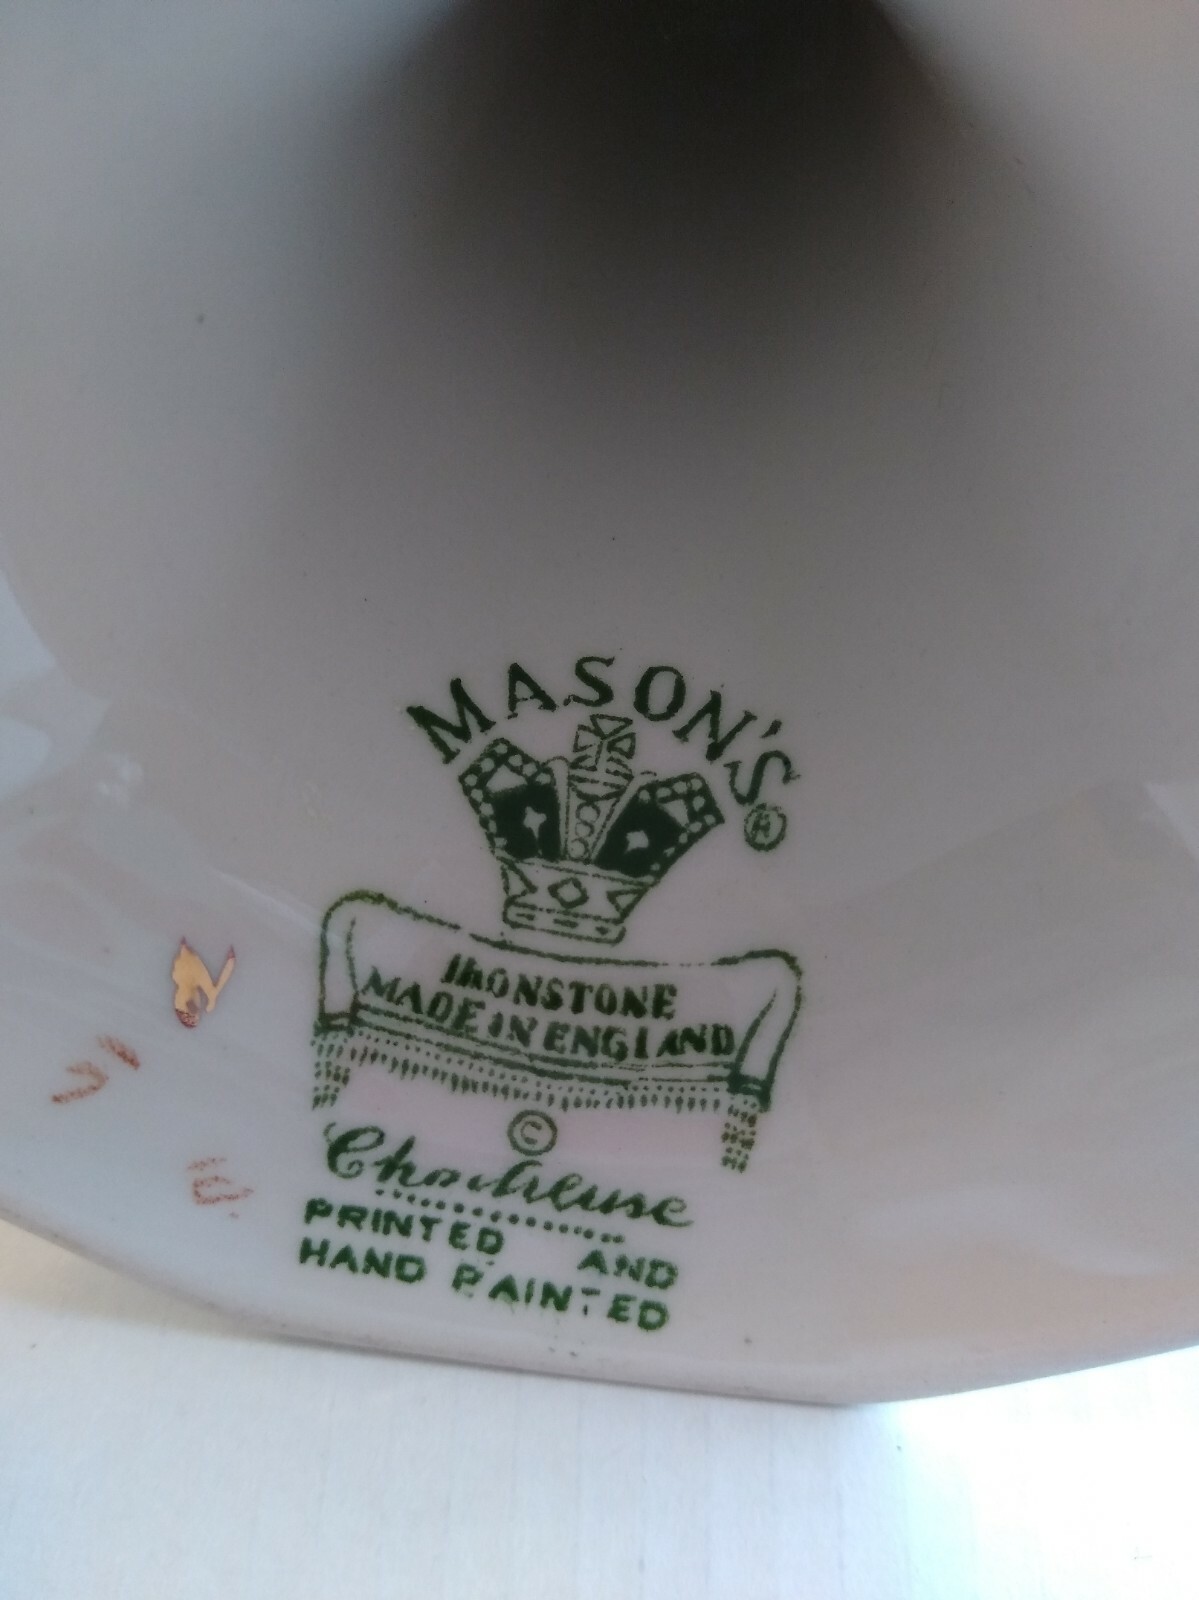 MASON'S ®
IRONSTONE
MADE IN ENGLAND
©
Chartreuse
PRINTED AND
HAND PAINTED